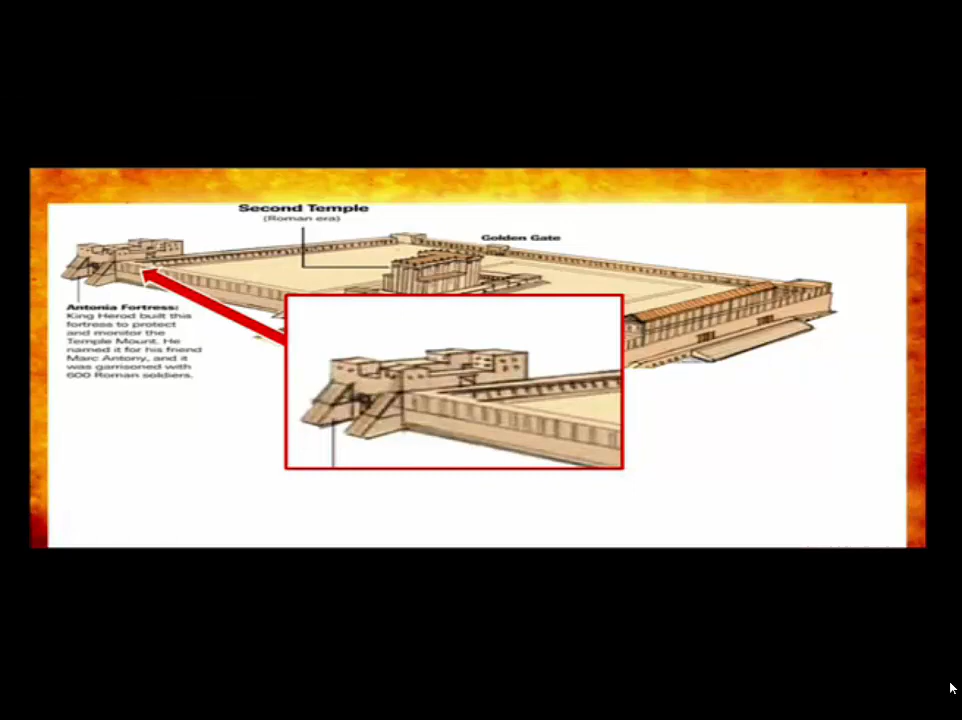 Second Temple
(Roman era)
Golden Gate
Antonia Fortress:
King Herod built this
fortress to protect
and monitor the
Temple Mount. He
named it for his friend
Marc Antony, and it
was garrisoned with
600 Roman soldiers.